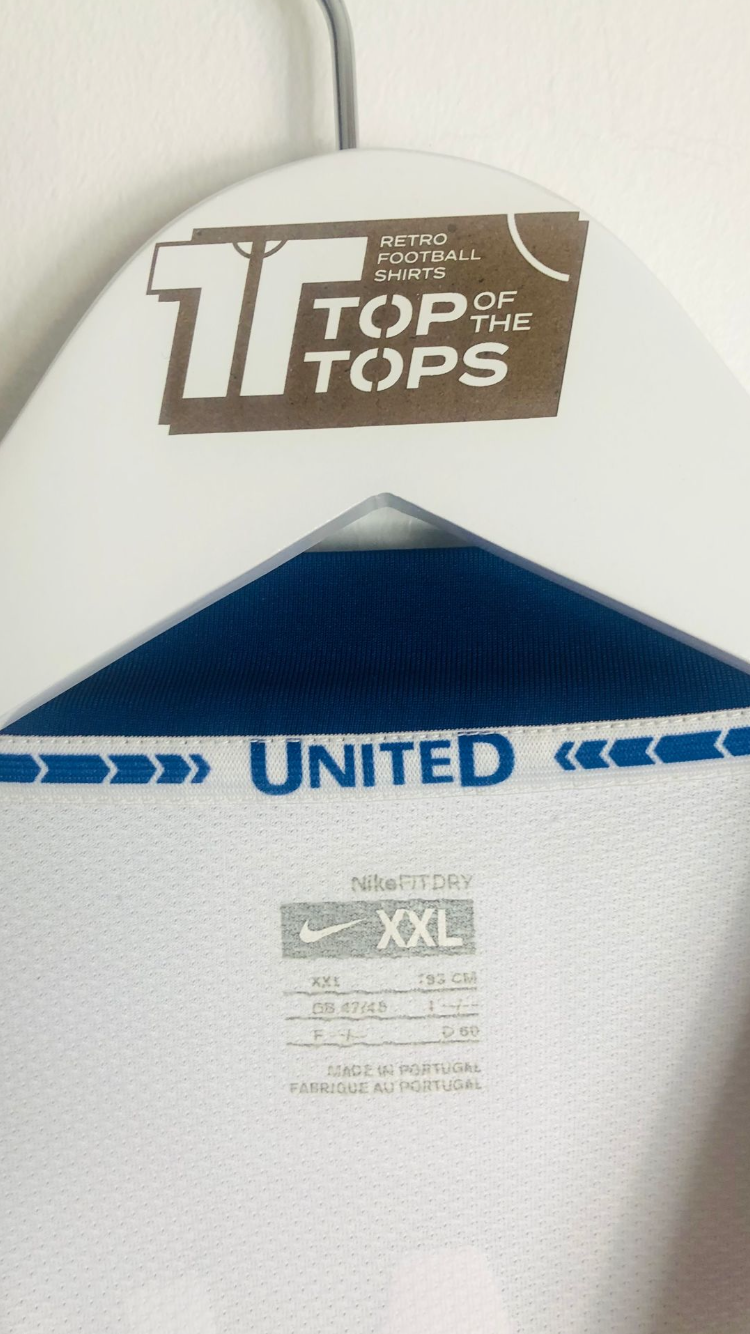 RETRO
FOOTBALL
SHIRTS
TOP OF THE
TOPS
UNITED
NikeFITDRY
XXL
XXL 193 CM
GB 47/48 I --/--
F --/-- D 60
MADE IN PORTUGAL
FABRIQUE AU PORTUGAL